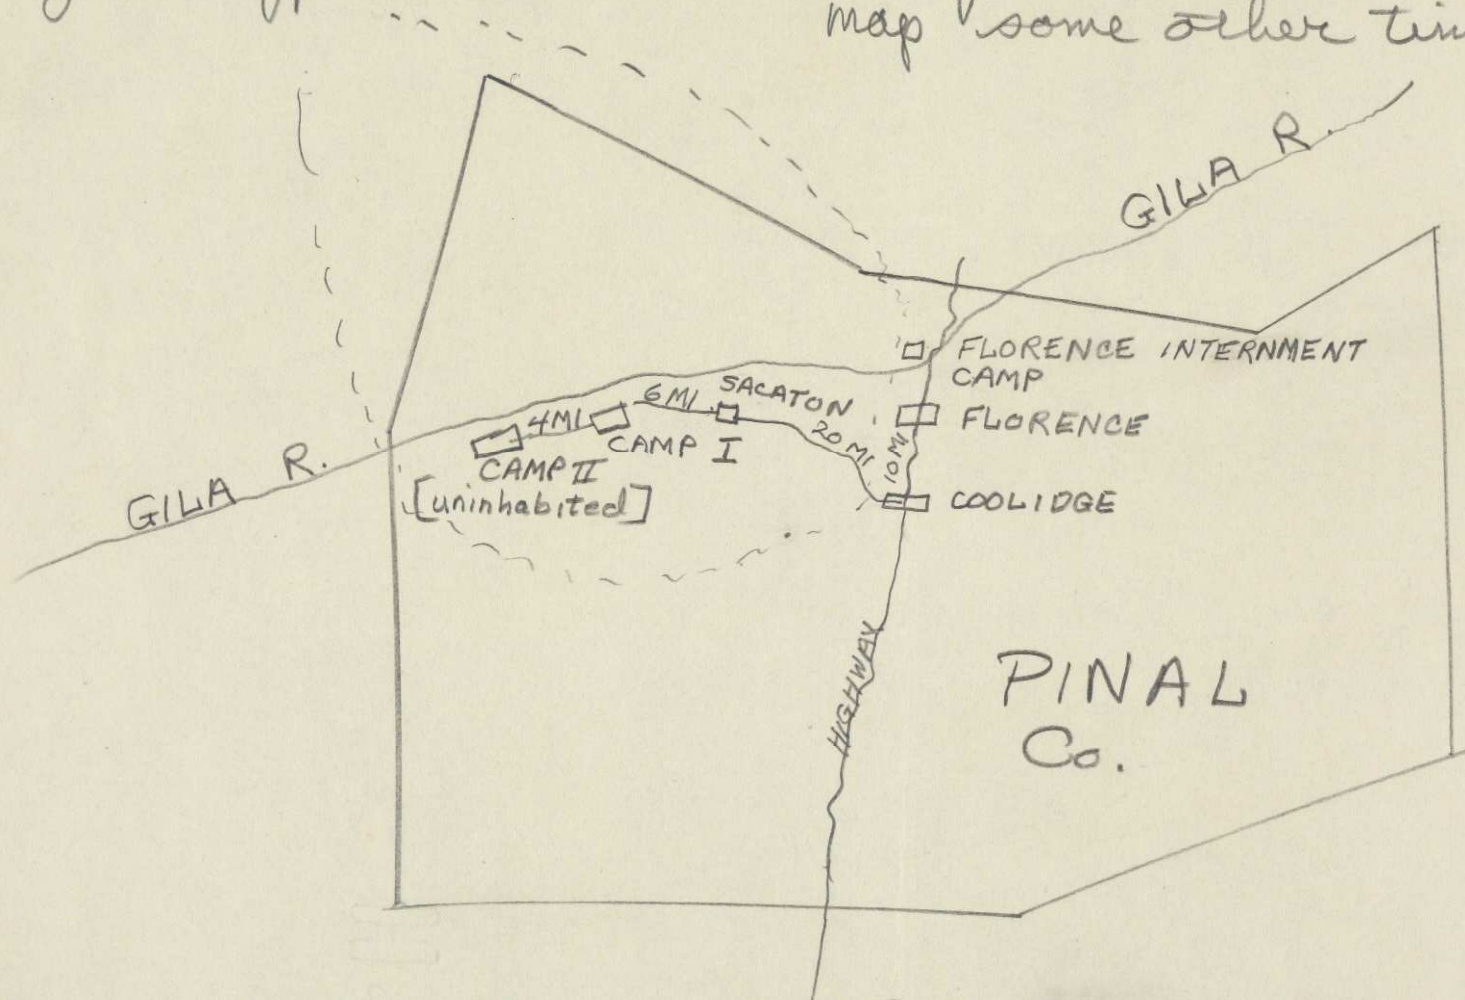 map some other
GILA R.
FLORENCE INTERNMENT
CAMP
6 MI
SACATON
4 MI
CAMP I
20 MI
10 MI
FLORENCE
GILA R.
CAMP II
[uninhabited]
COOLIDGE
HIGHWAY
PINAL
Co.